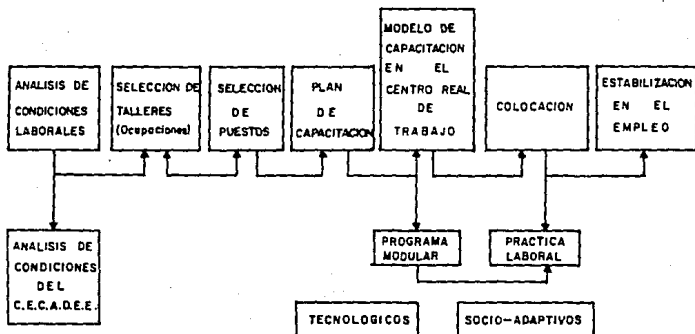 ANALISIS DE
CONDICIONES
LABORALES
SELECCION DE
TALLERES
(Ocupaciones)
SELECCION
DE
PUESTOS
PLAN
DE
CAPACITACION
MODELO DE
CAPACITACION
EN EL
CENTRO REAL
DE
TRABAJO
COLOCACION
ESTABILIZACION
EN EL
EMPLEO
ANALISIS DE
CONDICIONES
DEL
C.E.C.A.D.E.E.
PROGRAMA
MODULAR
PRACTICA
LABORAL
TECNOLOGICOS
SOCIO-ADAPTIVOS